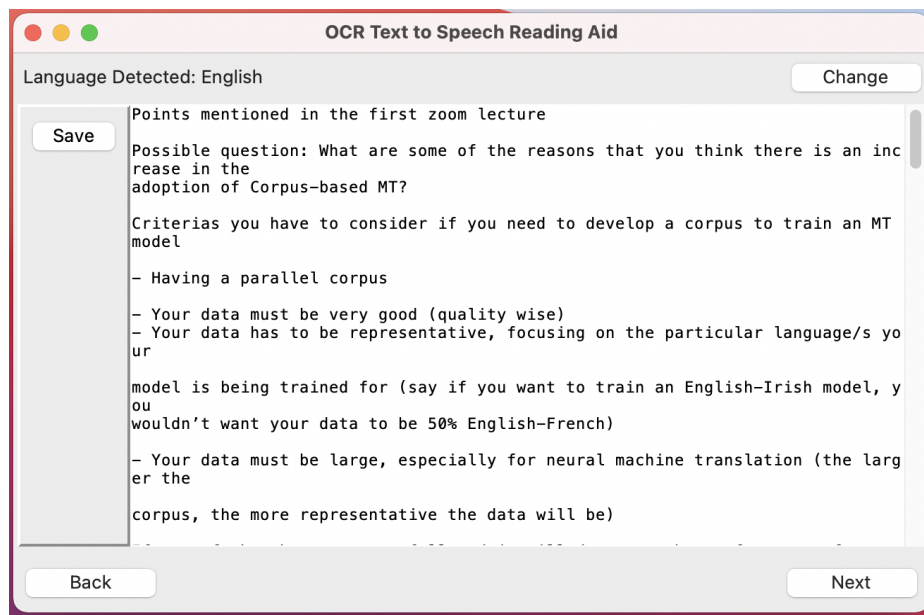 OCR Text to Speech Reading Aid
Language Detected: English
Change
Save
Points mentioned in the first zoom lecture
Possible question: What are some of the reasons that you think there is an inc
rease in the
adoption of Corpus-based MT?
Criterias you have to consider if you need to develop a corpus to train an MT
model
– Having a parallel corpus
– Your data must be very good (quality wise)
– Your data has to be representative, focusing on the particular language/s yo
ur
model is being trained for (say if you want to train an English-Irish model, y
ou
wouldn’t want your data to be 50% English-French)
– Your data must be large, especially for neural machine translation (the larg
er the
corpus, the more representative the data will be)
Back
Next